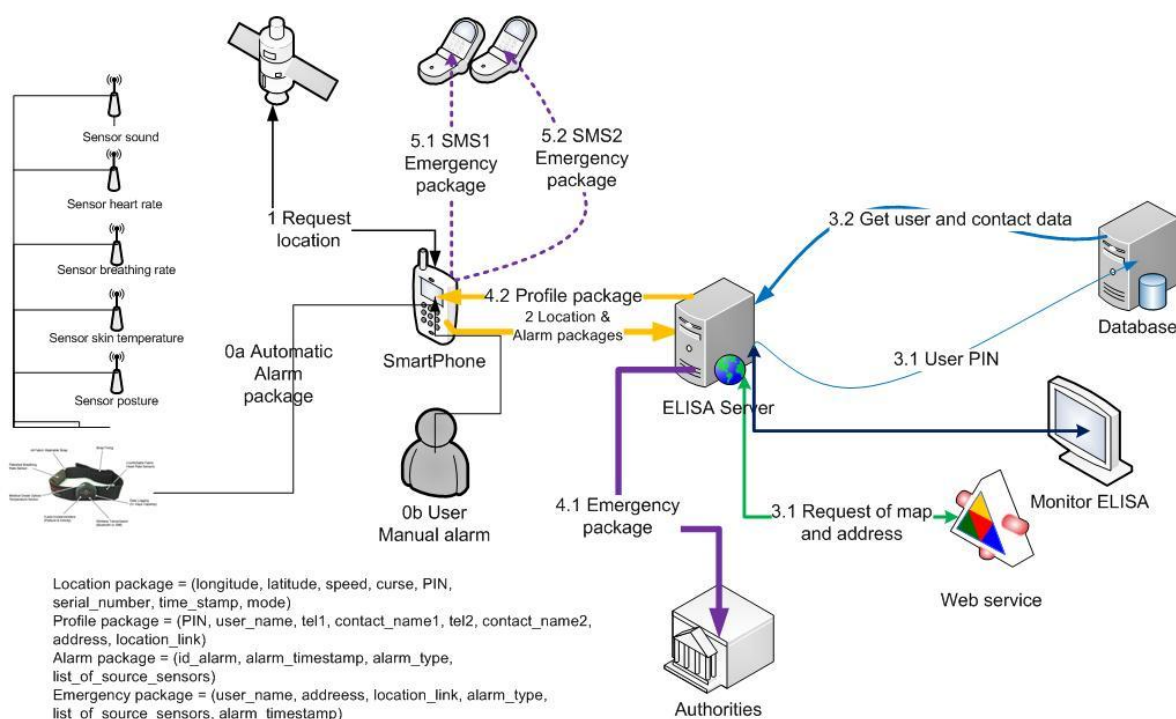 Sensor sound
Sensor heart rate
Sensor breathing rate
Sensor skin temperature
Sensor posture
1 Request
location
5.1 SMS1
Emergency
package
5.2 SMS2
Emergency
package
3.2 Get user and contact data
4.2 Profile package
2 Location &
Alarm packages
SmartPhone
0a Automatic
Alarm
package
ELISA Server
3.1 User PIN
Database
0b User
Manual alarm
4.1 Emergency
package
3.1 Request of map
and address
Monitor ELISA
Web service
Authorities
Location package = (longitude, latitude, speed, curse, PIN,
serial_number, time_stamp, mode)
Profile package = (PIN, user_name, tel1, contact_name1, tel2, contact_name2,
address, location_link)
Alarm package = (id_alarm, alarm_timestamp, alarm_type,
list_of_source_sensors)
Emergency package = (user_name, addreess, location_link, alarm_type,
list_of_source_sensors, alarm_timestamp)